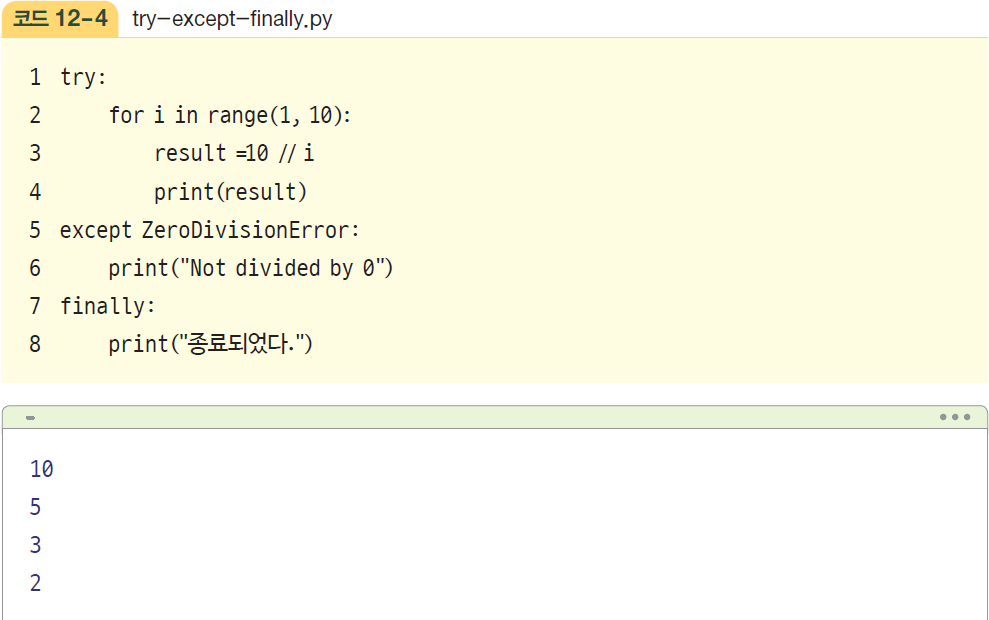 코드 12-4 try-except-finally.py
1 try:
2     for i in range(1, 10):
3         result =10 // i
4         print(result)
5 except ZeroDivisionError:
6     print("Not divided by 0")
7 finally:
8     print("종료되었다.")
10
5
3
2